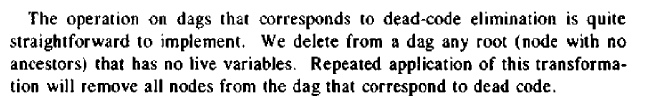 The operation on dags that corresponds to dead-code elimination is quite
straightforward to implement. We delete from a dag any root (node with no
ancestors) that has no live variables. Repeated application of this transforma-
tion will remove all nodes from the dag that correspond to dead code.